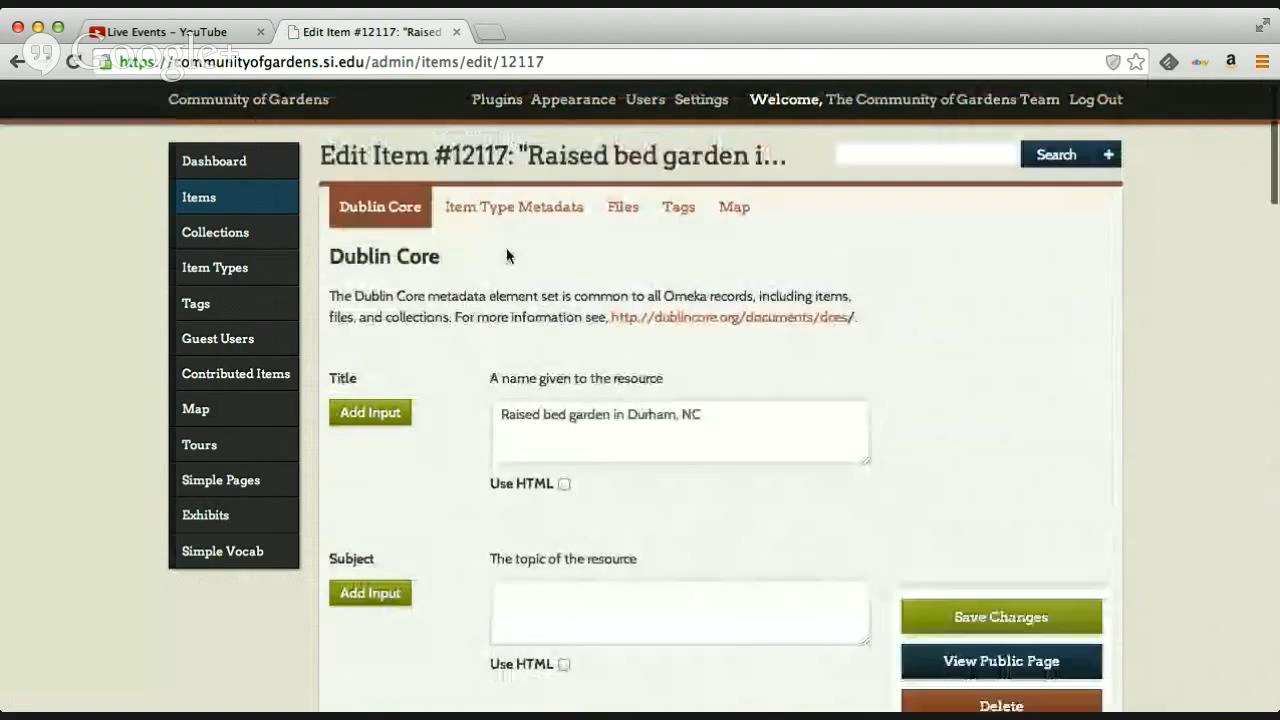 Live Events – YouTube
Edit Item #12117: "Raised
Google+
https://communityofgardens.si.edu/admin/items/edit/12117
ebay
a
Community of Gardens
Plugins Appearance Users Settings Welcome, The Community of Gardens Team Log Out
Edit Item #12117: "Raised bed garden i...
Search +
Dashboard
Items
Collections
Item Types
Tags
Guest Users
Contributed Items
Map
Tours
Simple Pages
Exhibits
Simple Vocab
Dublin Core Item Type Metadata Files Tags Map
Dublin Core
The Dublin Core metadata element set is common to all Omeka records, including items,
files, and collections. For more information see, http://dublincore.org/documents/dces/.
Title
A name given to the resource
Add Input
Raised bed garden in Durham, NC
Use HTML
Subject
The topic of the resource
Add Input
Use HTML
Save Changes
View Public Page
Delete